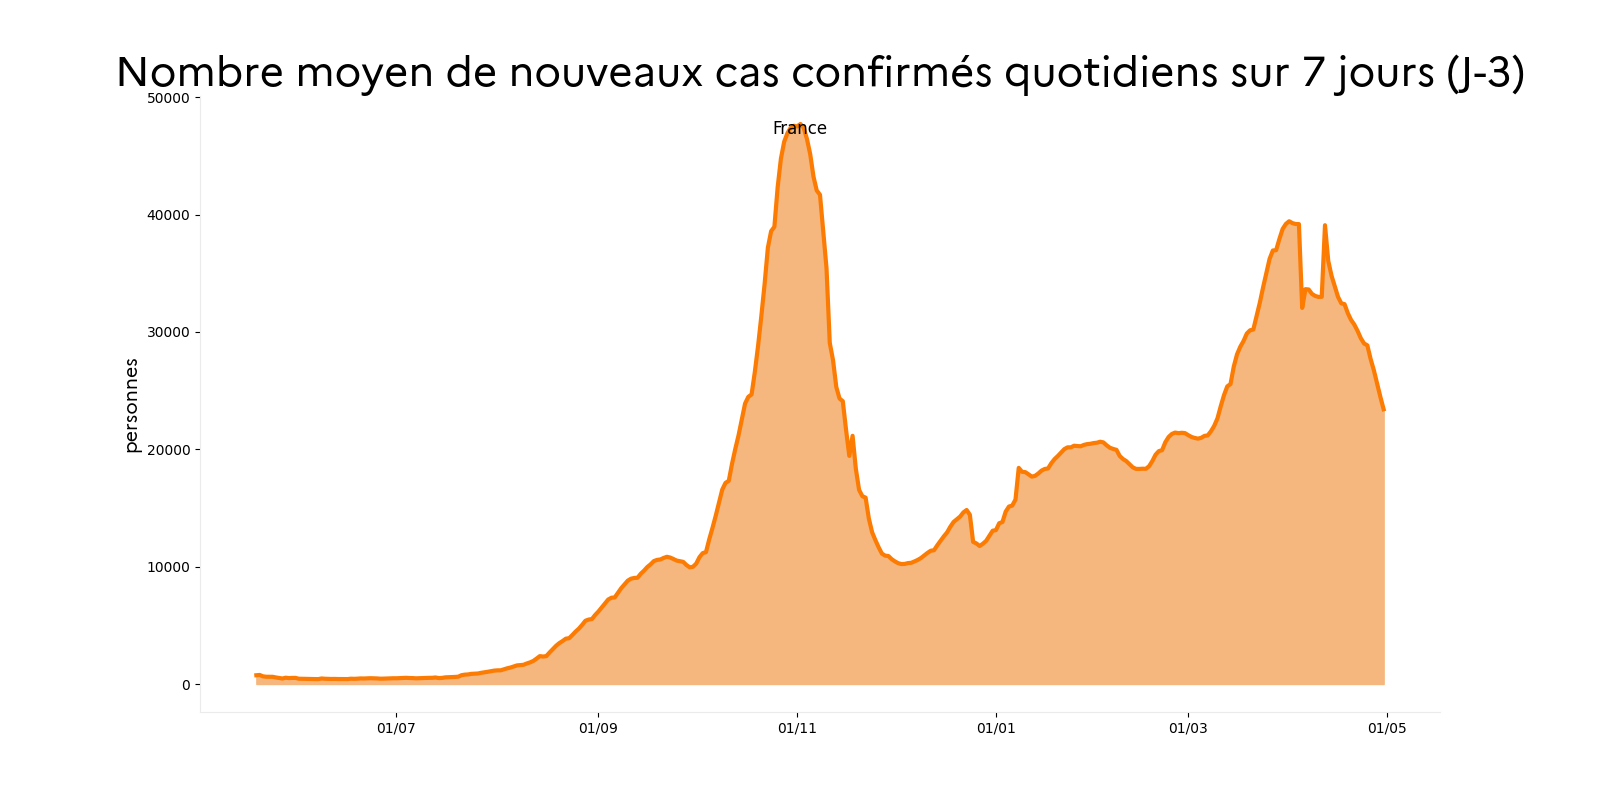 Nombre moyen de nouveaux cas confirmés quotidiens sur 7 jours (J-3)
50000
France
40000
30000
personnes
20000
10000
0
01/07 01/09 01/11 01/01 01/03 01/05